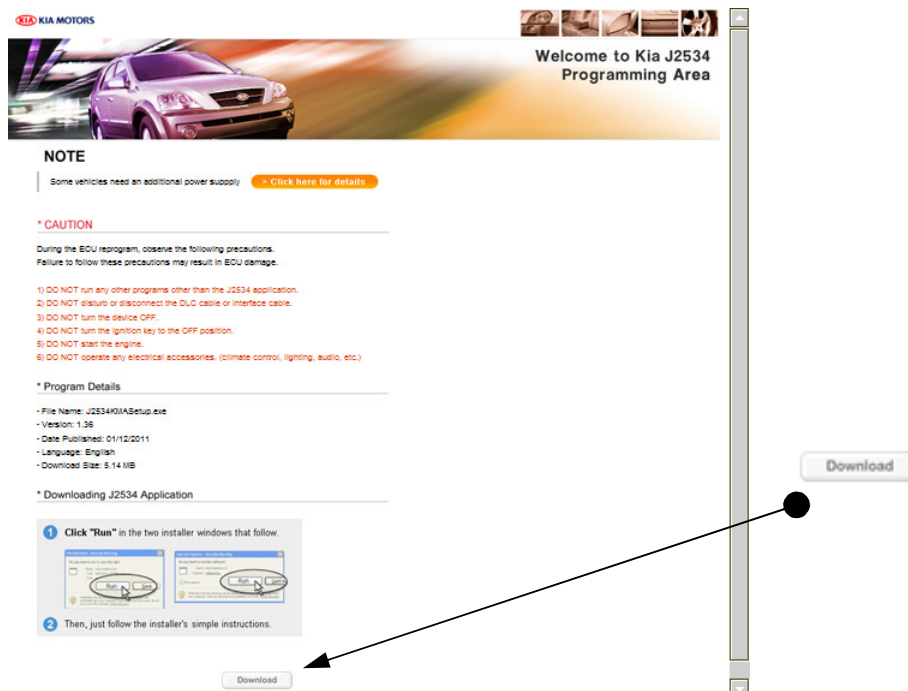 KIA KIA MOTORS
Welcome to Kia J2534
Programming Area
NOTE
Some vehicles need an additional power suppply
> Click here for details
* CAUTION
During the ECU reprogram, observe the following precautions.
Failure to follow these precautions may result in ECU damage.
1) DO NOT run any other programs other than the J2534 application.
2) DO NOT disturb or disconnect the DLC cable or interface cable.
3) DO NOT turn the device OFF.
4) DO NOT turn the ignition key to the OFF position.
5) DO NOT start the engine.
6) DO NOT operate any electrical accessories. (climate control, lighting, audio, etc.)
* Program Details
- File Name: J2534KMASetup.exe
- Version: 1.36
- Date Published: 01/12/2011
- Language: English
- Download Size: 5.14 MB
Download
* Downloading J2534 Application
1 Click "Run" in the two installer windows that follow.
Run
Run
2 Then, just follow the installer's simple instructions.
Download